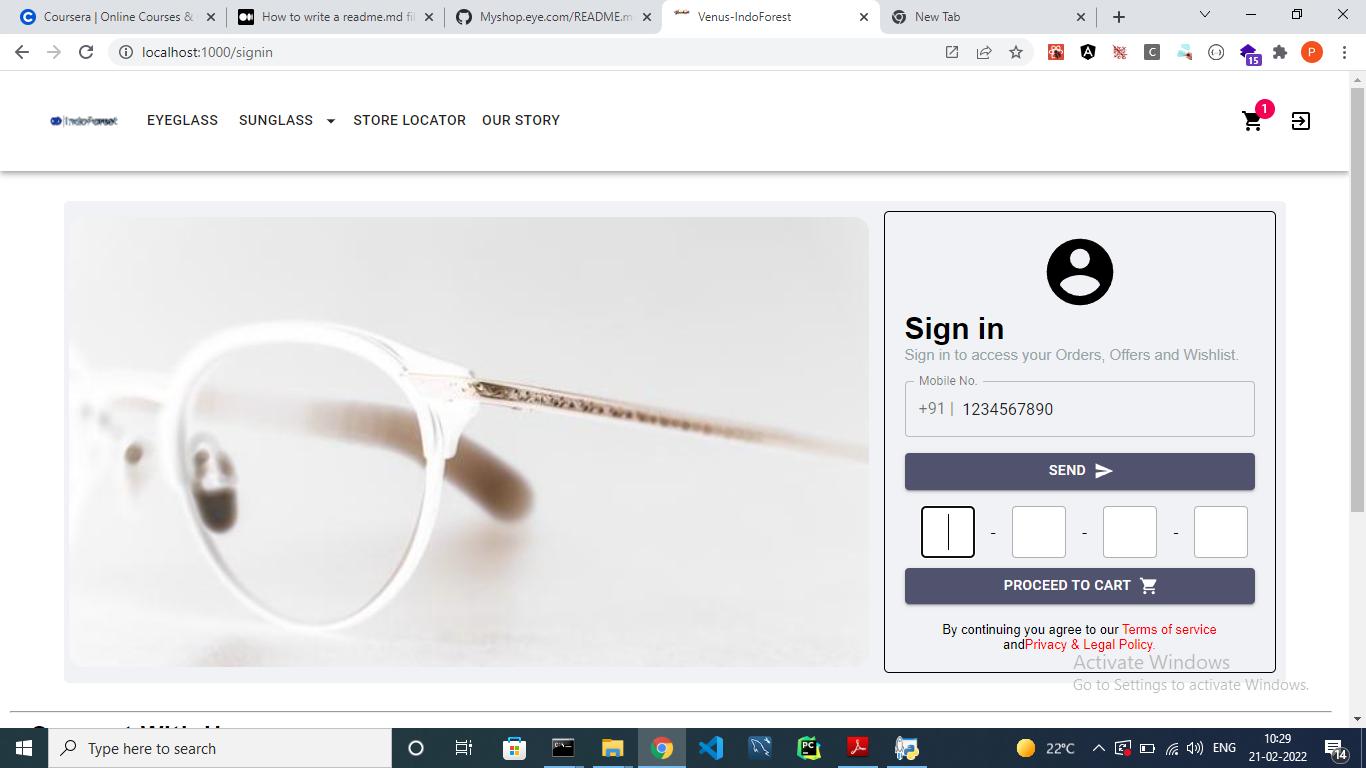 Coursera | Online Courses &
How to write a readme.md fil
Myshop.eye.com/README.m
Venus-IndoForest
New Tab
localhost:1000/signin
C
15
P
IndoForest
EYEGLASS
SUNGLASS
STORE LOCATOR
OUR STORY
1
Sign in
Sign in to access your Orders, Offers and Wishlist.
Mobile No.
+91 | 1234567890
SEND
- - -
PROCEED TO CART
By continuing you agree to our Terms of service
andPrivacy & Legal Policy.
Activate Windows
Go to Settings to activate Windows.
Type here to search
PC
22°C
ENG
10:29
21-02-2022
14